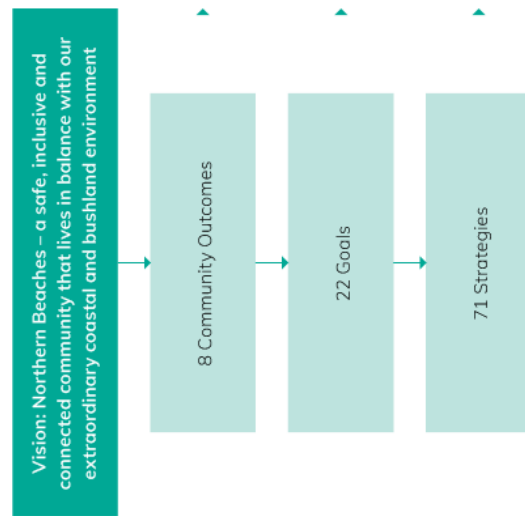 Vision: Northern Beaches – a safe, inclusive and
connected community that lives in balance with our
extraordinary coastal and bushland environment
8 Community Outcomes
22 Goals
71 Strategies